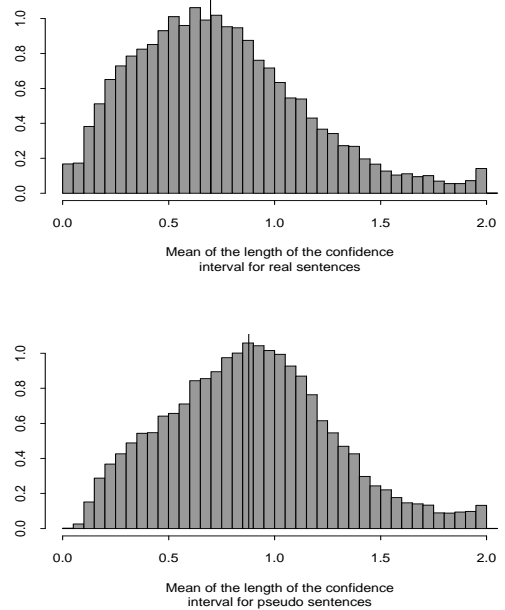 1.0
0.8
0.6
0.4
0.2
0.0
0.0 0.5 1.0 1.5 2.0
Mean of the length of the confidence
interval for real sentences
1.0
0.8
0.6
0.4
0.2
0.0
0.0 0.5 1.0 1.5 2.0
Mean of the length of the confidence
interval for pseudo sentences